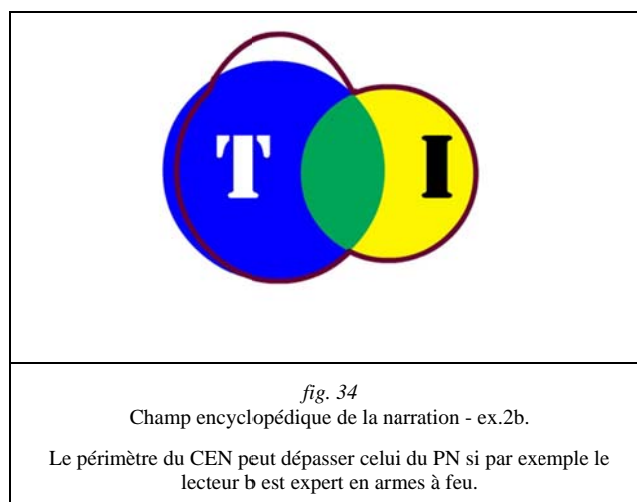 T I
fig. 34
Champ encyclopédique de la narration - ex.2b.
Le périmètre du CEN peut dépasser celui du PN si par exemple le
lecteur b est expert en armes à feu.